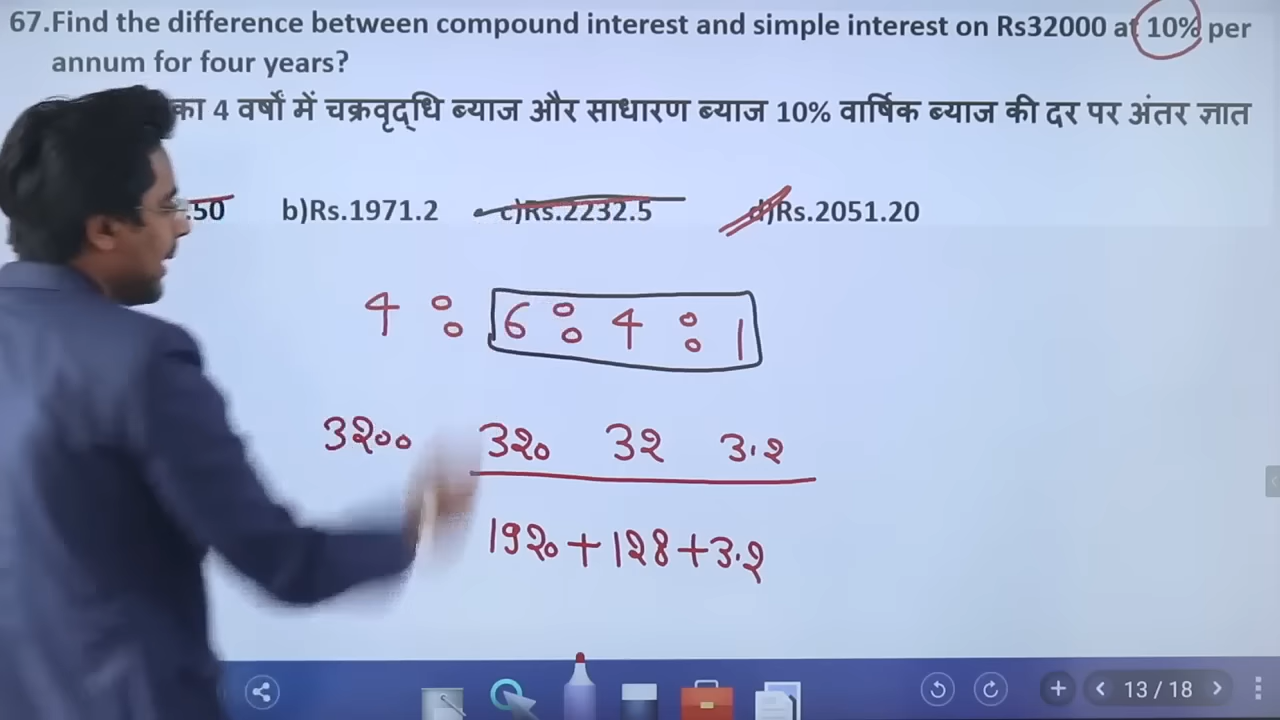 67.Find the difference between compound interest and simple interest on Rs32000 at 10% per
annum for four years?
का 4 वर्षों में चक्रवृद्धि ब्याज और साधारण ब्याज 10% वार्षिक ब्याज की दर पर अंतर ज्ञात
.50 b)Rs.1971.2 c)Rs.2232.5 d)Rs.2051.20
4 : 6 : 4 : 1
3200 320 32 3.2
1920+128+3.2
13 / 18